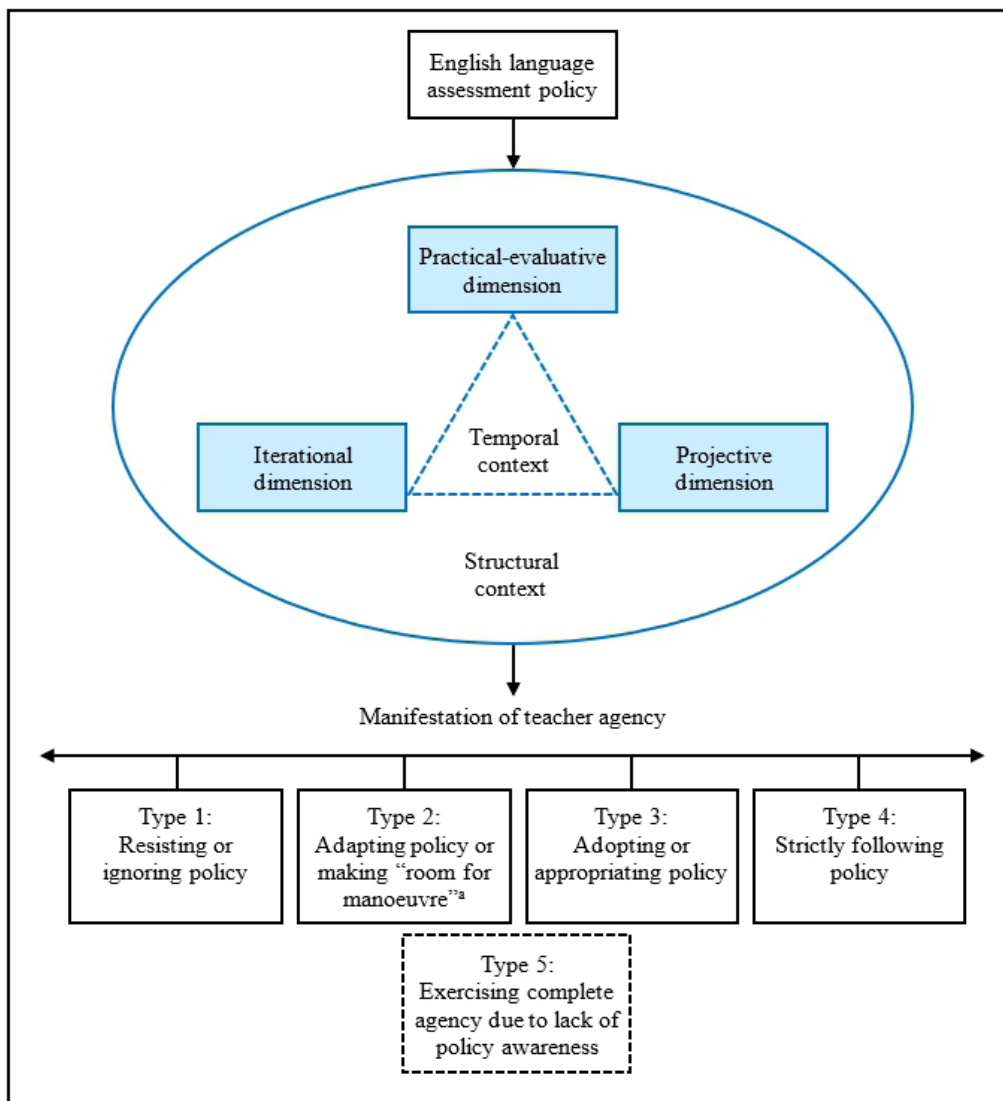 English language
assessment policy
Practical-evaluative
dimension
Iterational
dimension
Temporal
context
Projective
dimension
Structural
context
Manifestation of teacher agency
Type 1:
Resisting or
ignoring policy
Type 2:
Adapting policy or
making “room for
manoeuvre”ᵃ
Type 3:
Adopting or
appropriating policy
Type 4:
Strictly following
policy
Type 5:
Exercising complete
agency due to lack of
policy awareness